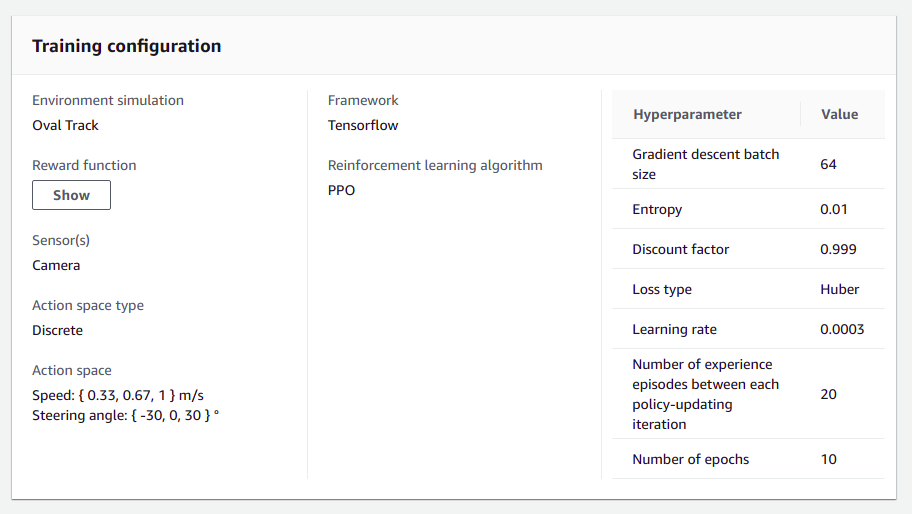 Training configuration
Environment simulation
Oval Track
Reward function
Show
Sensor(s)
Camera
Action space type
Discrete
Action space
Speed: { 0.33, 0.67, 1 } m/s
Steering angle: { -30, 0, 30 } °
Framework
Tensorflow
Reinforcement learning algorithm
PPO
Hyperparameter Value
Gradient descent batch
size
64
Entropy 0.01
Discount factor 0.999
Loss type Huber
Learning rate 0.0003
Number of experience
episodes between each
policy-updating
iteration
20
Number of epochs 10